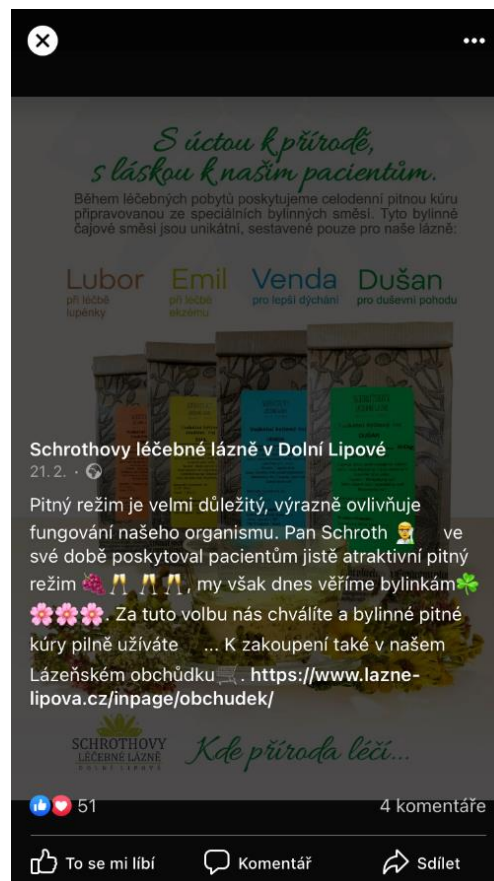 S úctou k přírodě,
s láskou k našim pacientům.
Během léčebných pobytů poskytujeme celodenní pitnou kúru
připravovanou ze speciálních bylinných směsí. Tyto bylinné
čajové směsi jsou unikátní, sestavené pouze pro naše lázně:
Lubor Emil Venda Dušan
při léčbě lupénky při léčbě ekzému pro lepší dýchání pro duševní pohodu
Schrothovy léčebné lázně v Dolní Lipové
21. 2. ·
Pitný režim je velmi důležitý, výrazně ovlivňuje
fungování našeho organismu. Pan Schroth 👨‍🍳 ve
své době poskytoval pacientům jistě atraktivní pitný
režim 🍇🥂 🥂🥂, my však dnes věříme bylinkám☘️
🌸🌸🌸. Za tuto volbu nás chválíte a bylinné pitné
kúry pilně užíváte ... K zakoupení také v našem
Lázeňském obchůdku🛒. https://www.lazne-
lipova.cz/inpage/obchudek/
SCHROTHOVY
LÉČEBNÉ LÁZNĚ
DOLNÍ LIPOVÁ
Kde příroda léčí...
51 4 komentáře
To se mi líbí Komentář Sdílet